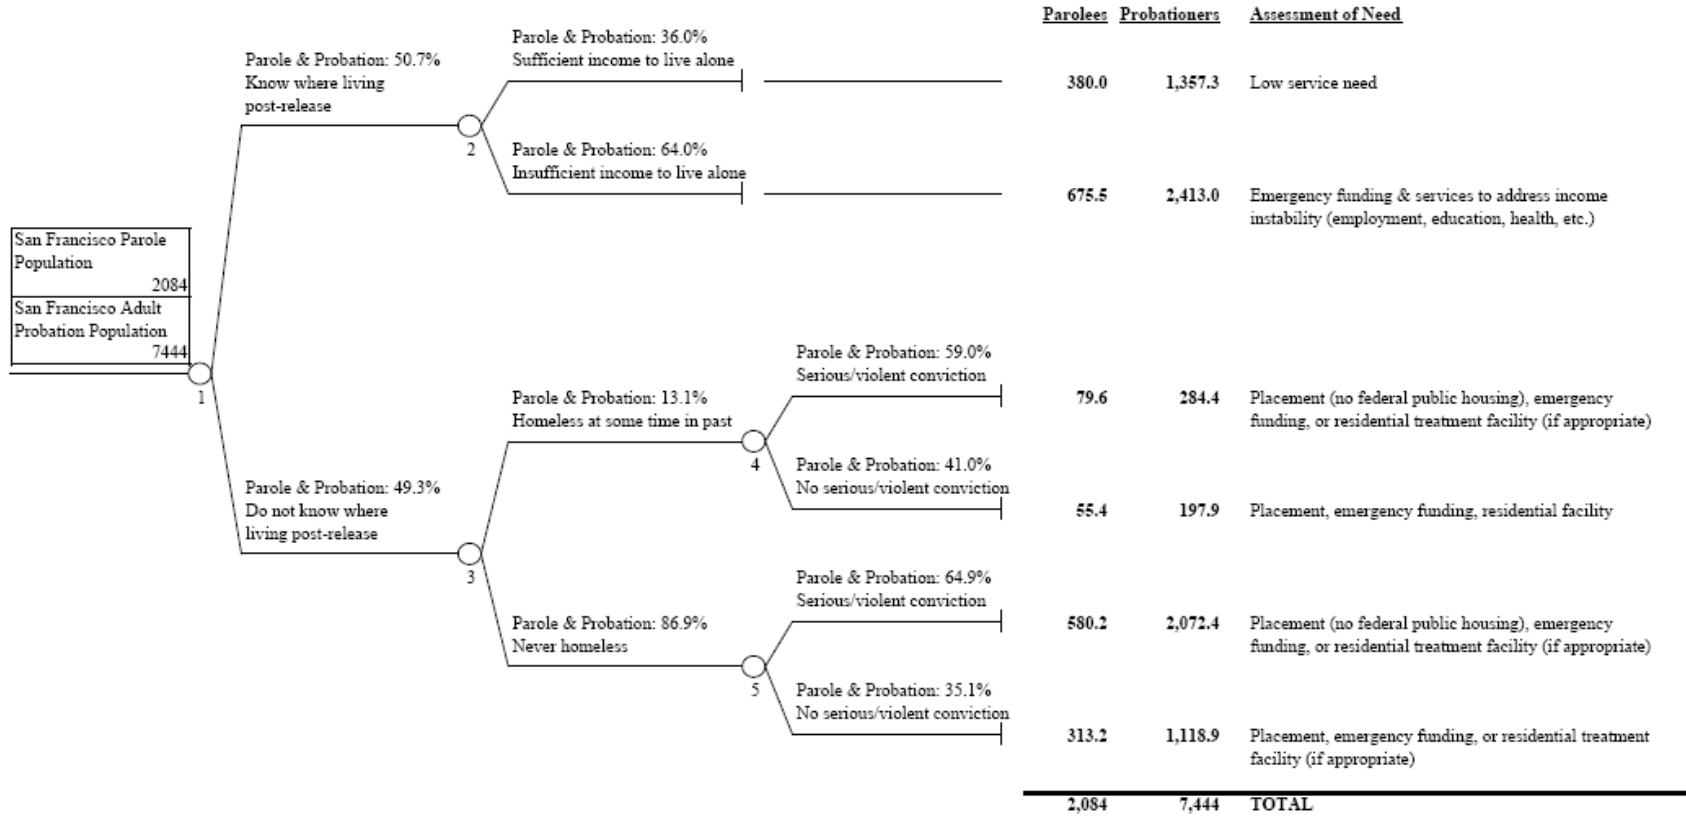 Parolees Probationers Assessment of Need
Parole & Probation: 36.0%
Sufficient income to live alone
380.0 1,357.3 Low service need
Parole & Probation: 50.7%
Know where living
post-release
2
Parole & Probation: 64.0%
Insufficient income to live alone
675.5 2,413.0 Emergency funding & services to address income
instability (employment, education, health, etc.)
San Francisco Parole
Population
2084
San Francisco Adult
Probation Population
7444
1
Parole & Probation: 59.0%
Serious/violent conviction
79.6 284.4 Placement (no federal public housing), emergency
funding, or residential treatment facility (if appropriate)
Parole & Probation: 13.1%
Homeless at some time in past
4
Parole & Probation: 41.0%
No serious/violent conviction
55.4 197.9 Placement, emergency funding, residential facility
Parole & Probation: 49.3%
Do not know where
living post-release
3
Parole & Probation: 64.9%
Serious/violent conviction
580.2 2,072.4 Placement (no federal public housing), emergency
funding, or residential treatment facility (if appropriate)
Parole & Probation: 86.9%
Never homeless
5
Parole & Probation: 35.1%
No serious/violent conviction
313.2 1,118.9 Placement, emergency funding, or residential treatment
facility (if appropriate)
2,084 7,444 TOTAL